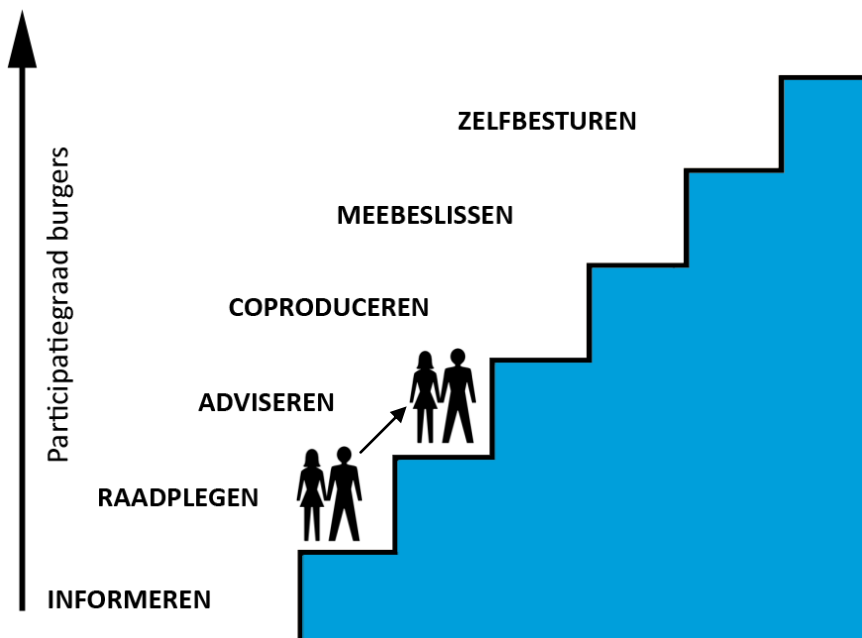 ZELFBESTUREN
MEEBESLISSEN
COPRODUCEREN
ADVISEREN
RAADPLEGEN
INFORMEREN
Participatiegraad burgers